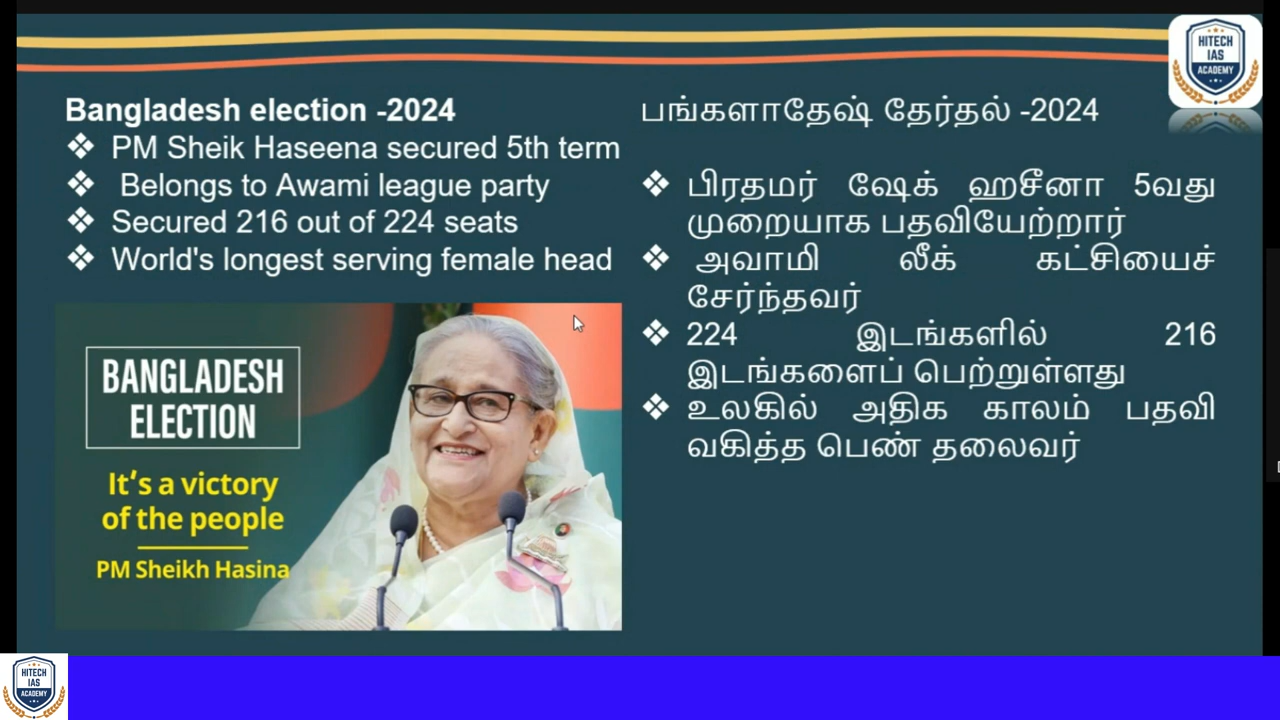 HITECH
IAS
ACADEMY
Bangladesh election -2024
❖ PM Sheik Haseena secured 5th term
❖ Belongs to Awami league party
❖ Secured 216 out of 224 seats
❖ World's longest serving female head
BANGLADESH
ELECTION
It's a victory
of the people
PM Sheikh Hasina
பங்களாதேஷ் தேர்தல் -2024
❖ பிரதமர் ஷேக் ஹசீனா 5வது
முறையாக பதவியேற்றார்
❖ அவாமி லீக் கட்சியைச்
சேர்ந்தவர்
❖ 224 இடங்களில் 216
இடங்களைப் பெற்றுள்ளது
❖ உலகில் அதிக காலம் பதவி
வகித்த பெண் தலைவர்
HITECH
IAS
ACADEMY